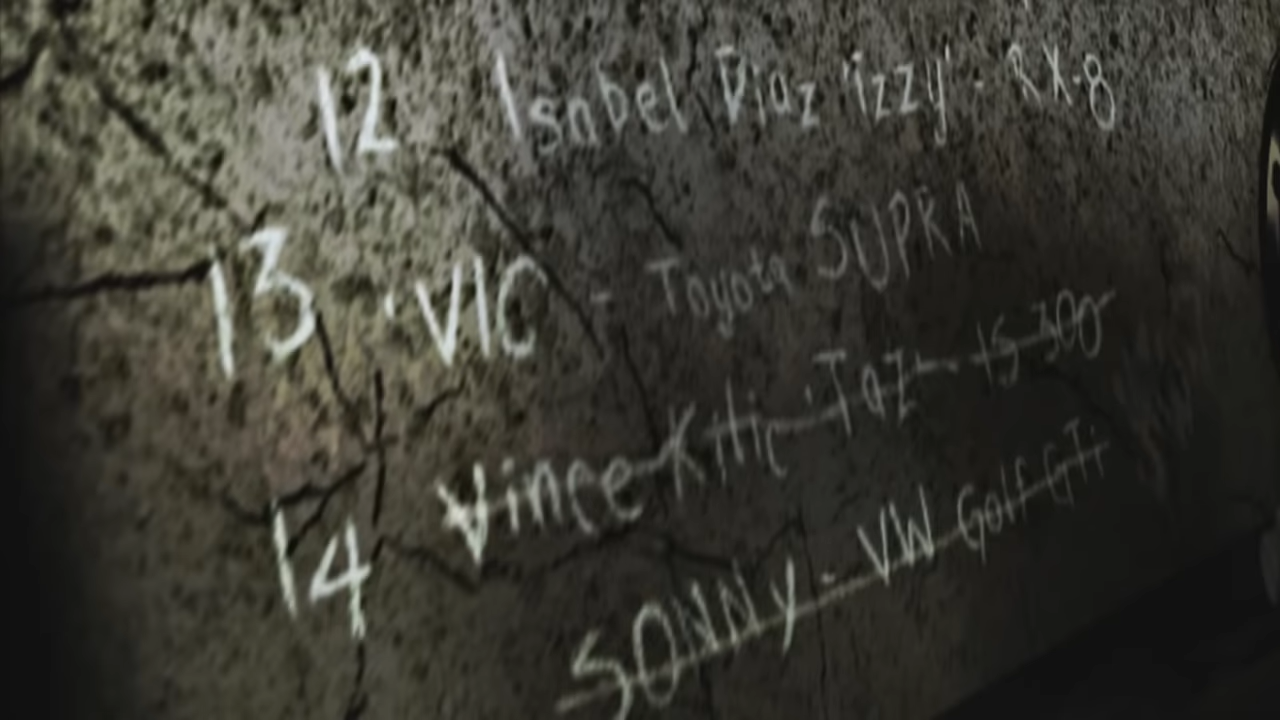 12 Isabel Diaz 'izzy' - RX-8
13 'VIC - Toyota SUPRA
14 Vince Kilic 'Taz' - IS 300
SONNY - VW Golf GTi